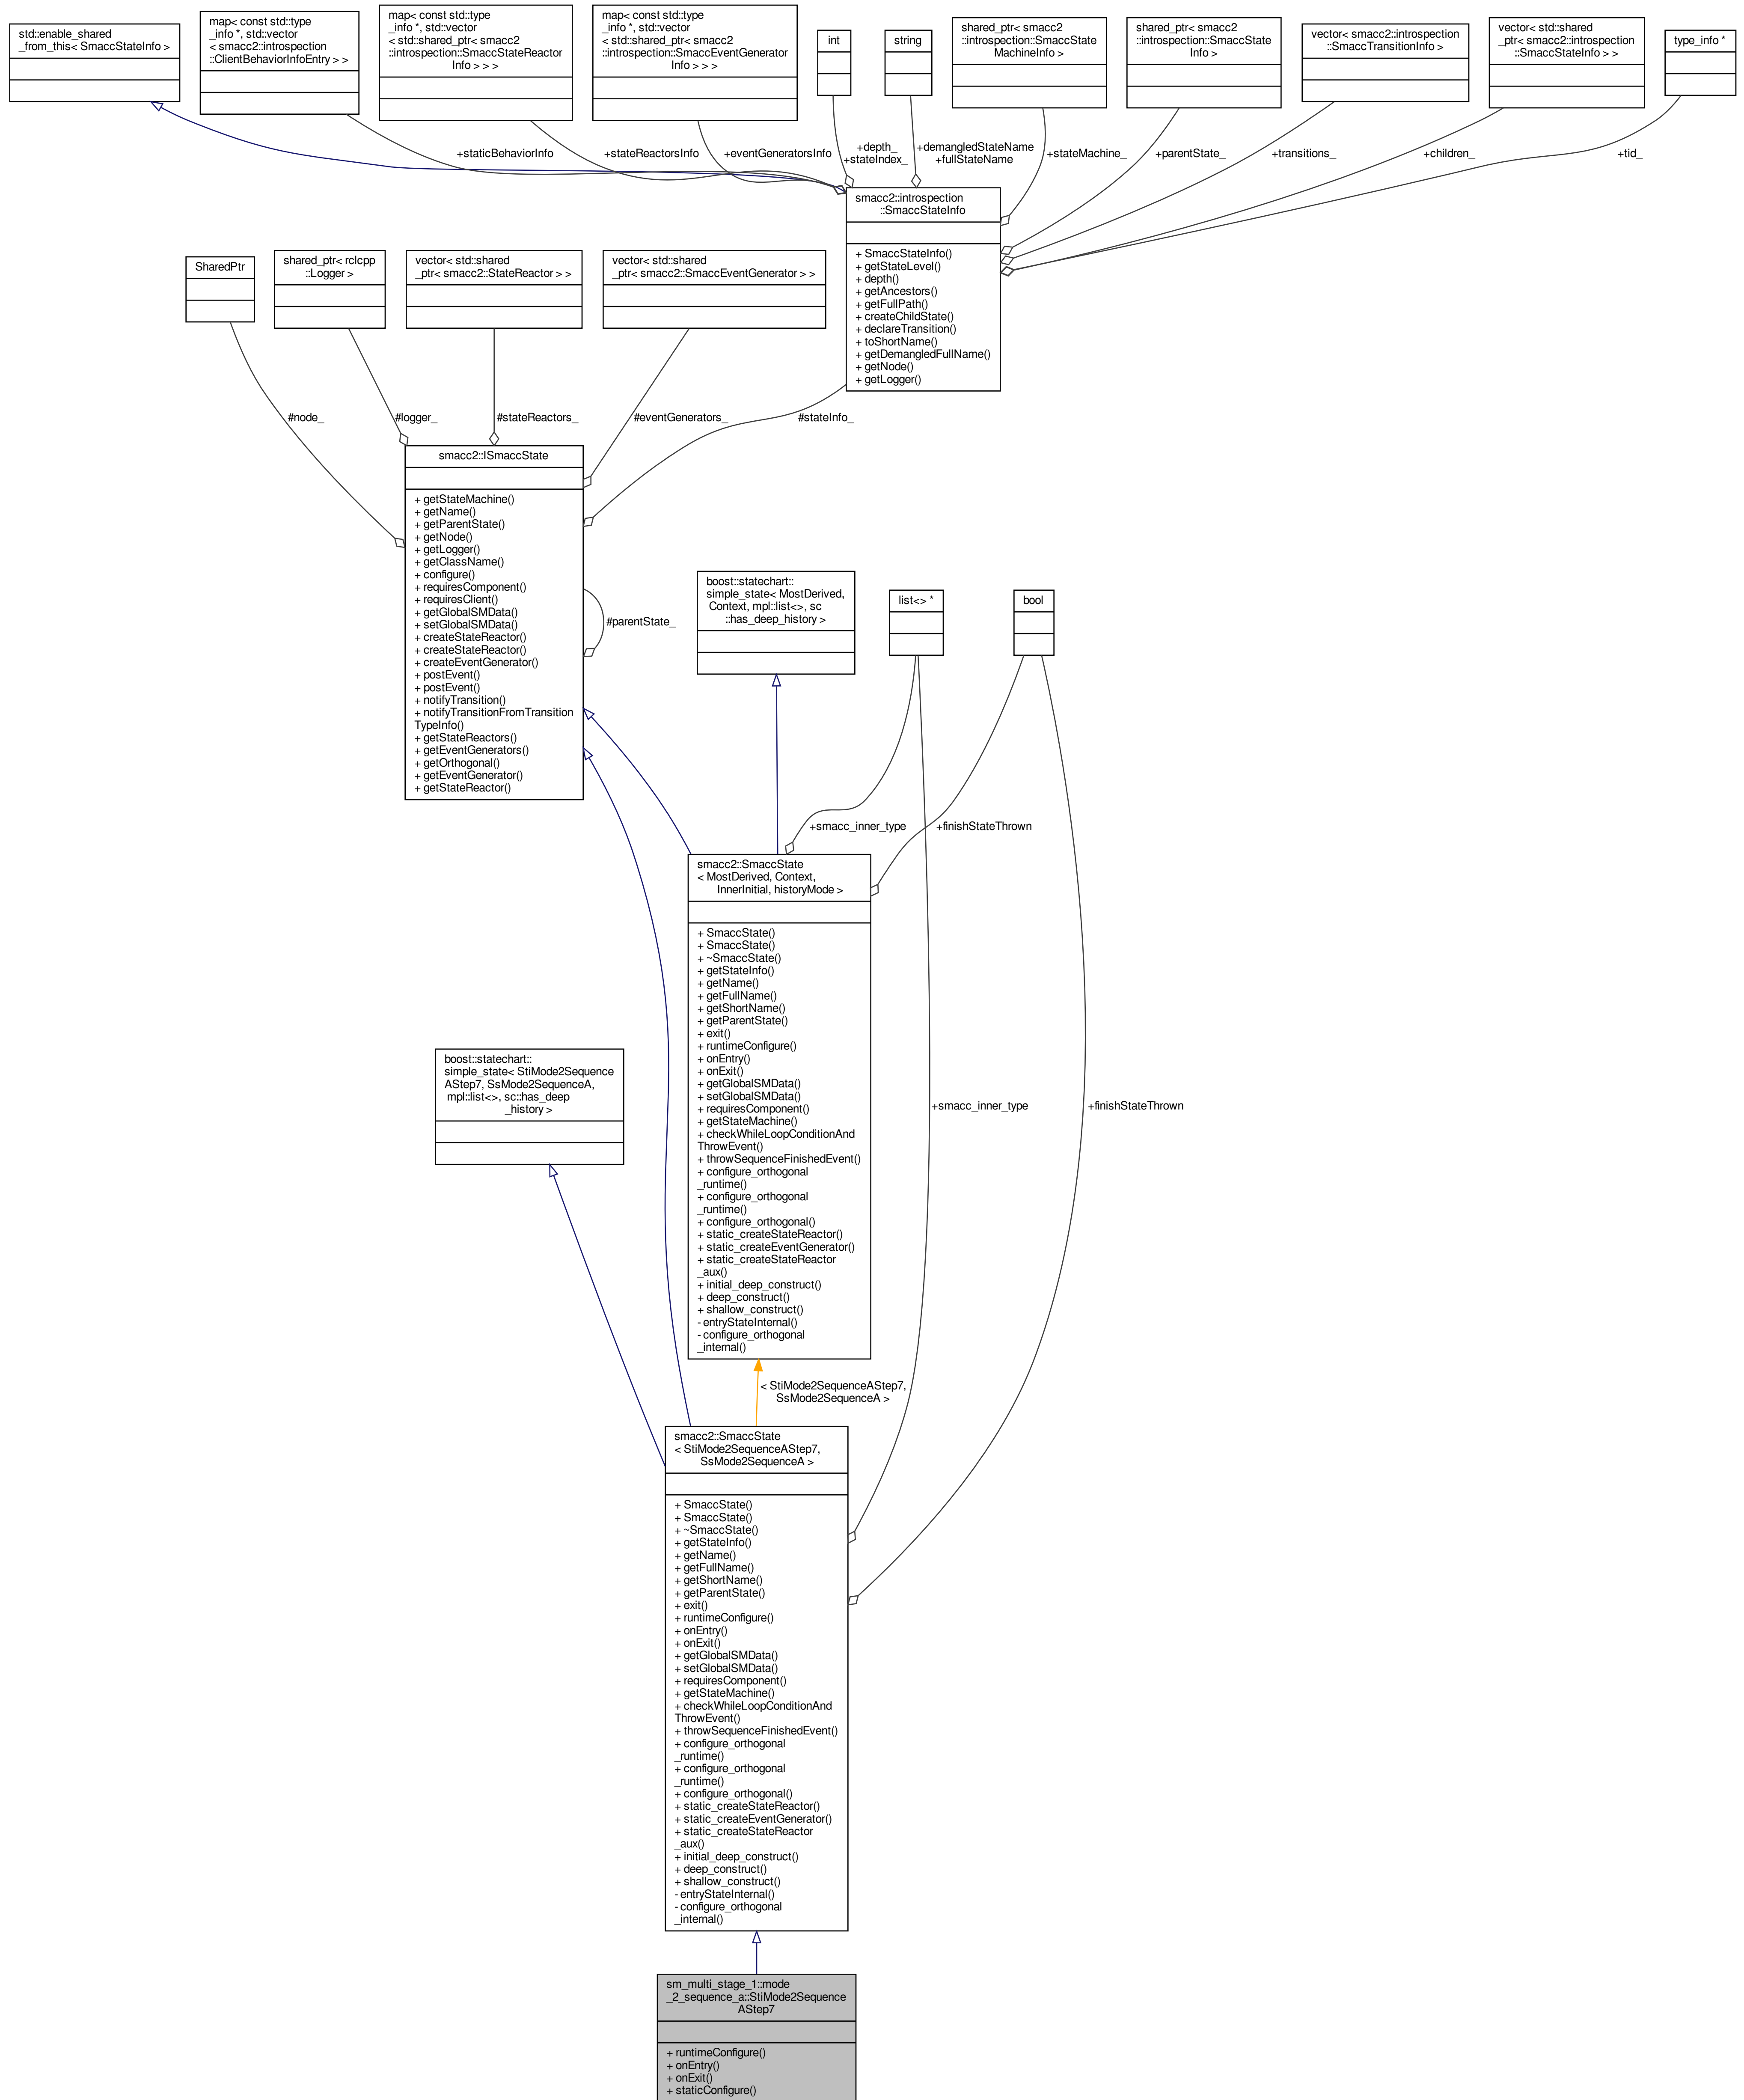 std::enable_shared
_from_this< SmaccStateInfo >
map< const std::type
_info *, std::vector
< smacc2::introspection
::ClientBehaviorInfoEntry > >
map< const std::type
_info *, std::vector
< std::shared_ptr< smacc2
::introspection::SmaccStateReactor
Info > > >
map< const std::type
_info *, std::vector
< std::shared_ptr< smacc2
::introspection::SmaccEventGenerator
Info > > >
int
string
shared_ptr< smacc2
::introspection::SmaccState
MachineInfo >
shared_ptr< smacc2
::introspection::SmaccState
Info >
vector< smacc2::introspection
::SmaccTransitionInfo >
vector< std::shared
_ptr< smacc2::introspection
::SmaccStateInfo > >
type_info *
+staticBehaviorInfo
+stateReactorsInfo
+eventGeneratorsInfo
+depth_
+stateIndex_
+demangledStateName
+fullStateName
+stateMachine_
+parentState_
+transitions_
+children_
+tid_
smacc2::introspection
::SmaccStateInfo
+ SmaccStateInfo()
+ getStateLevel()
+ depth()
+ getAncestors()
+ getFullPath()
+ createChildState()
+ declareTransition()
+ toShortName()
+ getDemangledFullName()
+ getNode()
+ getLogger()
SharedPtr
shared_ptr< rclcpp
::Logger >
vector< std::shared
_ptr< smacc2::StateReactor > >
vector< std::shared
_ptr< smacc2::SmaccEventGenerator > >
#node_
#logger_
#stateReactors_
#eventGenerators_
#stateInfo_
smacc2::ISmaccState
+ getStateMachine()
+ getName()
+ getParentState()
+ getNode()
+ getLogger()
+ getClassName()
+ configure()
+ requiresComponent()
+ requiresClient()
+ getGlobalSMData()
+ setGlobalSMData()
+ createStateReactor()
+ createStateReactor()
+ createEventGenerator()
+ postEvent()
+ postEvent()
+ notifyTransition()
+ notifyTransitionFromTransition
TypeInfo()
+ getStateReactors()
+ getEventGenerators()
+ getOrthogonal()
+ getEventGenerator()
+ getStateReactor()
#parentState_
boost::statechart::
simple_state< MostDerived,
Context, mpl::list<>, sc
::has_deep_history >
list<> *
bool
+smacc_inner_type
+finishStateThrown
smacc2::SmaccState
< MostDerived, Context,
InnerInitial, historyMode >
+ SmaccState()
+ SmaccState()
+ ~SmaccState()
+ getStateInfo()
+ getName()
+ getFullName()
+ getShortName()
+ getParentState()
+ exit()
+ runtimeConfigure()
+ onEntry()
+ onExit()
+ getGlobalSMData()
+ setGlobalSMData()
+ requiresComponent()
+ getStateMachine()
+ checkWhileLoopConditionAnd
ThrowEvent()
+ throwSequenceFinishedEvent()
+ configure_orthogonal
_runtime()
+ configure_orthogonal
_runtime()
+ configure_orthogonal()
+ static_createStateReactor()
+ static_createEventGenerator()
+ static_createStateReactor
_aux()
+ initial_deep_construct()
+ deep_construct()
+ shallow_construct()
- entryStateInternal()
- configure_orthogonal
_internal()
boost::statechart::
simple_state< StiMode2Sequence
AStep7, SsMode2SequenceA,
mpl::list<>, sc::has_deep
_history >
+smacc_inner_type
+finishStateThrown
< StiMode2SequenceAStep7,
SsMode2SequenceA >
smacc2::SmaccState
< StiMode2SequenceAStep7,
SsMode2SequenceA >
+ SmaccState()
+ SmaccState()
+ ~SmaccState()
+ getStateInfo()
+ getName()
+ getFullName()
+ getShortName()
+ getParentState()
+ exit()
+ runtimeConfigure()
+ onEntry()
+ onExit()
+ getGlobalSMData()
+ setGlobalSMData()
+ requiresComponent()
+ getStateMachine()
+ checkWhileLoopConditionAnd
ThrowEvent()
+ throwSequenceFinishedEvent()
+ configure_orthogonal
_runtime()
+ configure_orthogonal
_runtime()
+ configure_orthogonal()
+ static_createStateReactor()
+ static_createEventGenerator()
+ static_createStateReactor
_aux()
+ initial_deep_construct()
+ deep_construct()
+ shallow_construct()
- entryStateInternal()
- configure_orthogonal
_internal()
sm_multi_stage_1::mode
_2_sequence_a::StiMode2Sequence
AStep7
+ runtimeConfigure()
+ onEntry()
+ onExit()
+ staticConfigure()